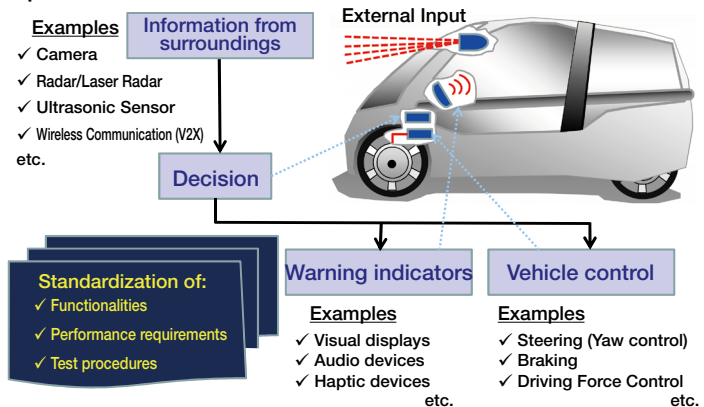 External Input
Examples
Information from
surroundings
✓ Camera
✓ Radar/Laser Radar
✓ Ultrasonic Sensor
✓ Wireless Communication (V2X)
etc.
Decision
Standardization of:
✓ Functionalities
✓ Performance requirements
✓ Test procedures
Warning indicators
Examples
✓ Visual displays
✓ Audio devices
✓ Haptic devices
etc.
Vehicle control
Examples
✓ Steering (Yaw control)
✓ Braking
✓ Driving Force Control
etc.